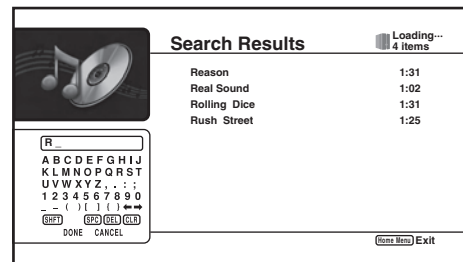 Search Results
Loading···
4 items
Reason 1:31
Real Sound 1:02
Rolling Dice 1:31
Rush Street 1:25
R _
A B C D E F G H I J
K L M N O P Q R S T
U V W X Y Z , . : ;
1 2 3 4 5 6 7 8 9 0
_ – ( ) [ ] { } ⬅ ➡
SHFT SPC DEL CLR
DONE CANCEL
Home Menu Exit